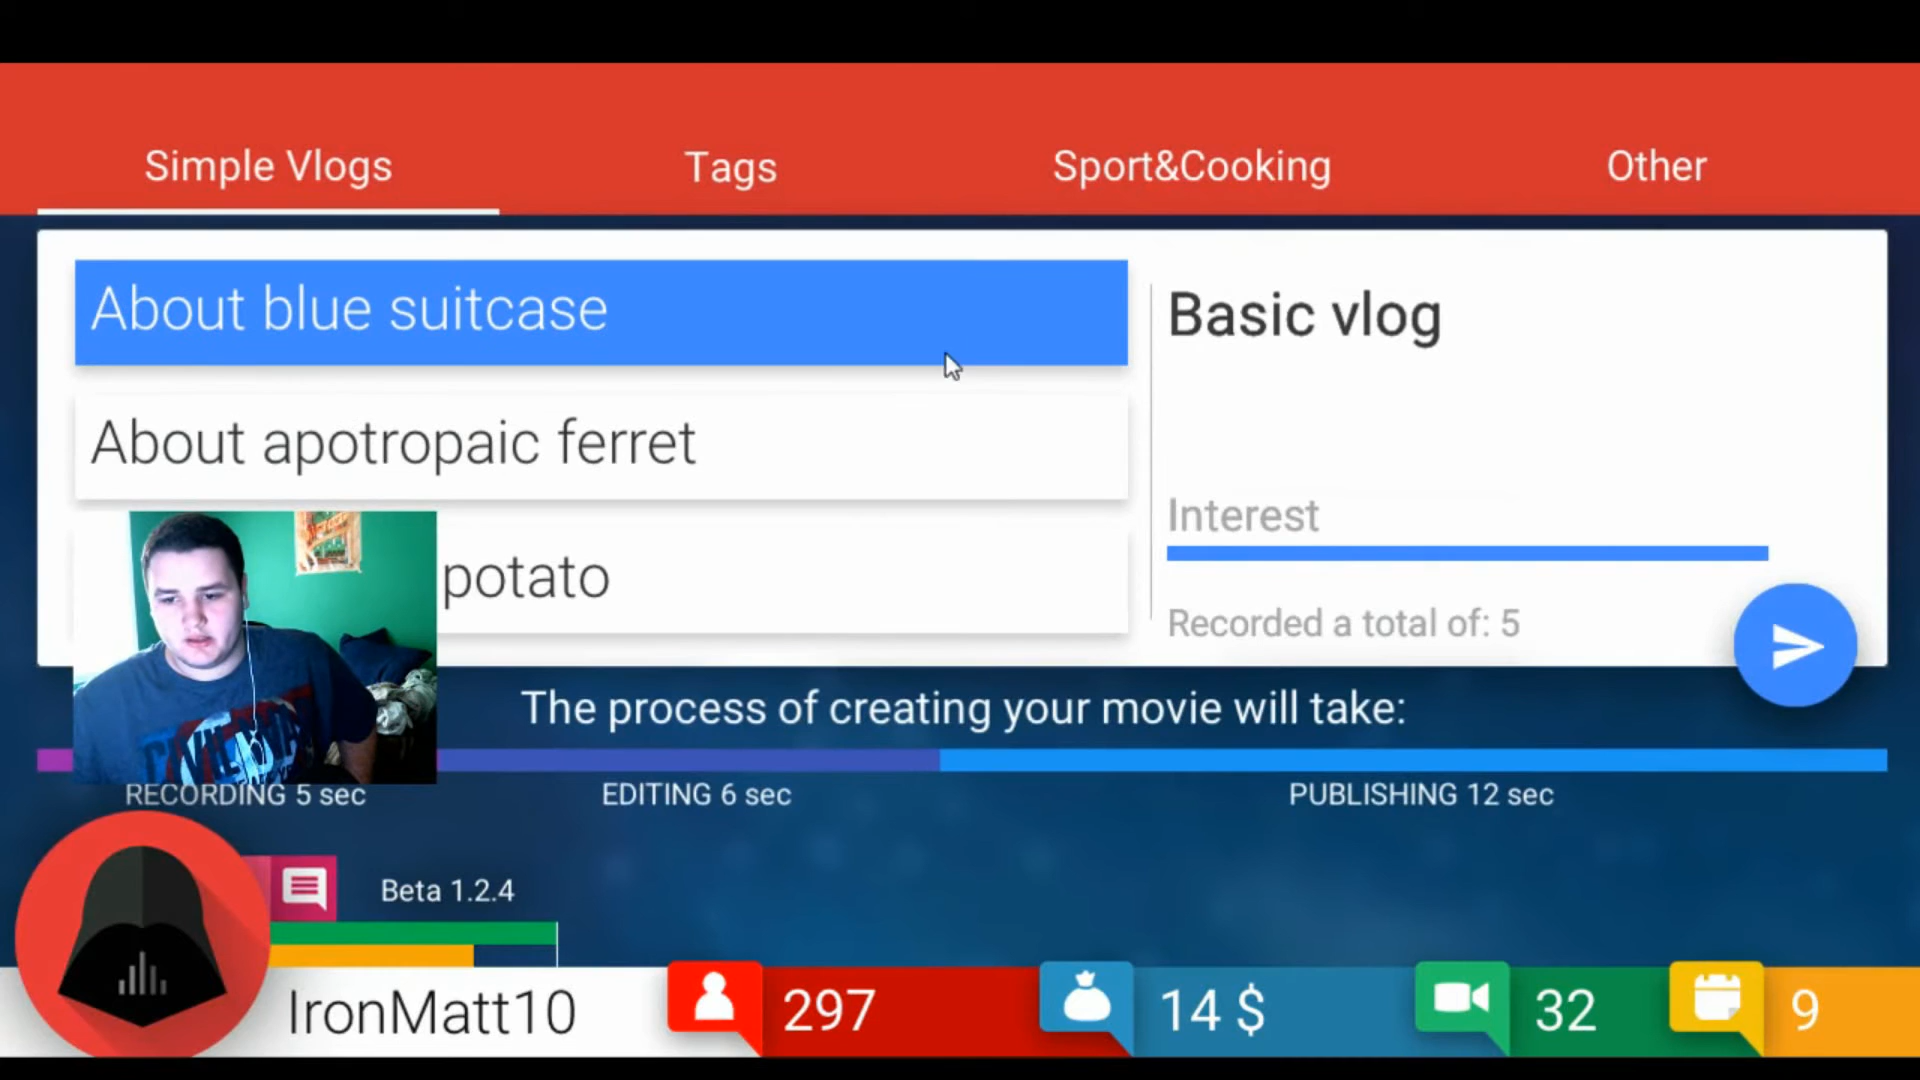 Simple Vlogs
Tags
Sport&Cooking
Other
About blue suitcase
About apotropaic ferret
potato
Basic vlog
Interest
Recorded a total of: 5
The process of creating your movie will take:
RECORDING 5 sec
EDITING 6 sec
PUBLISHING 12 sec
Beta 1.2.4
IronMatt10
297
14 $
32
9